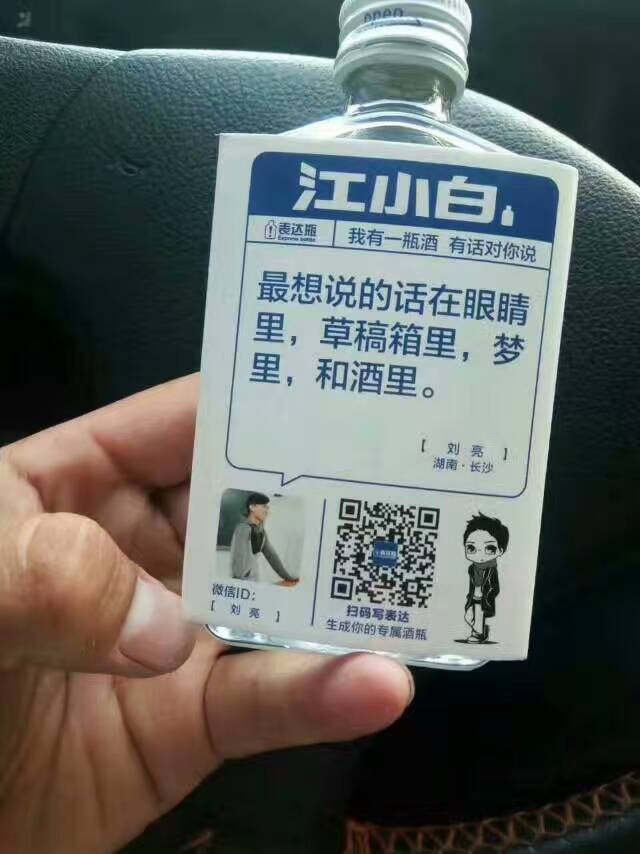 open
江小白
表达瓶
Express bottle
我有一瓶酒 有话对你说
最想说的话在眼睛
里，草稿箱里，梦
里，和酒里。
【 刘 亮 】
湖南·长沙
微信ID：
【 刘 亮 】
扫码写表达
生成你的专属酒瓶